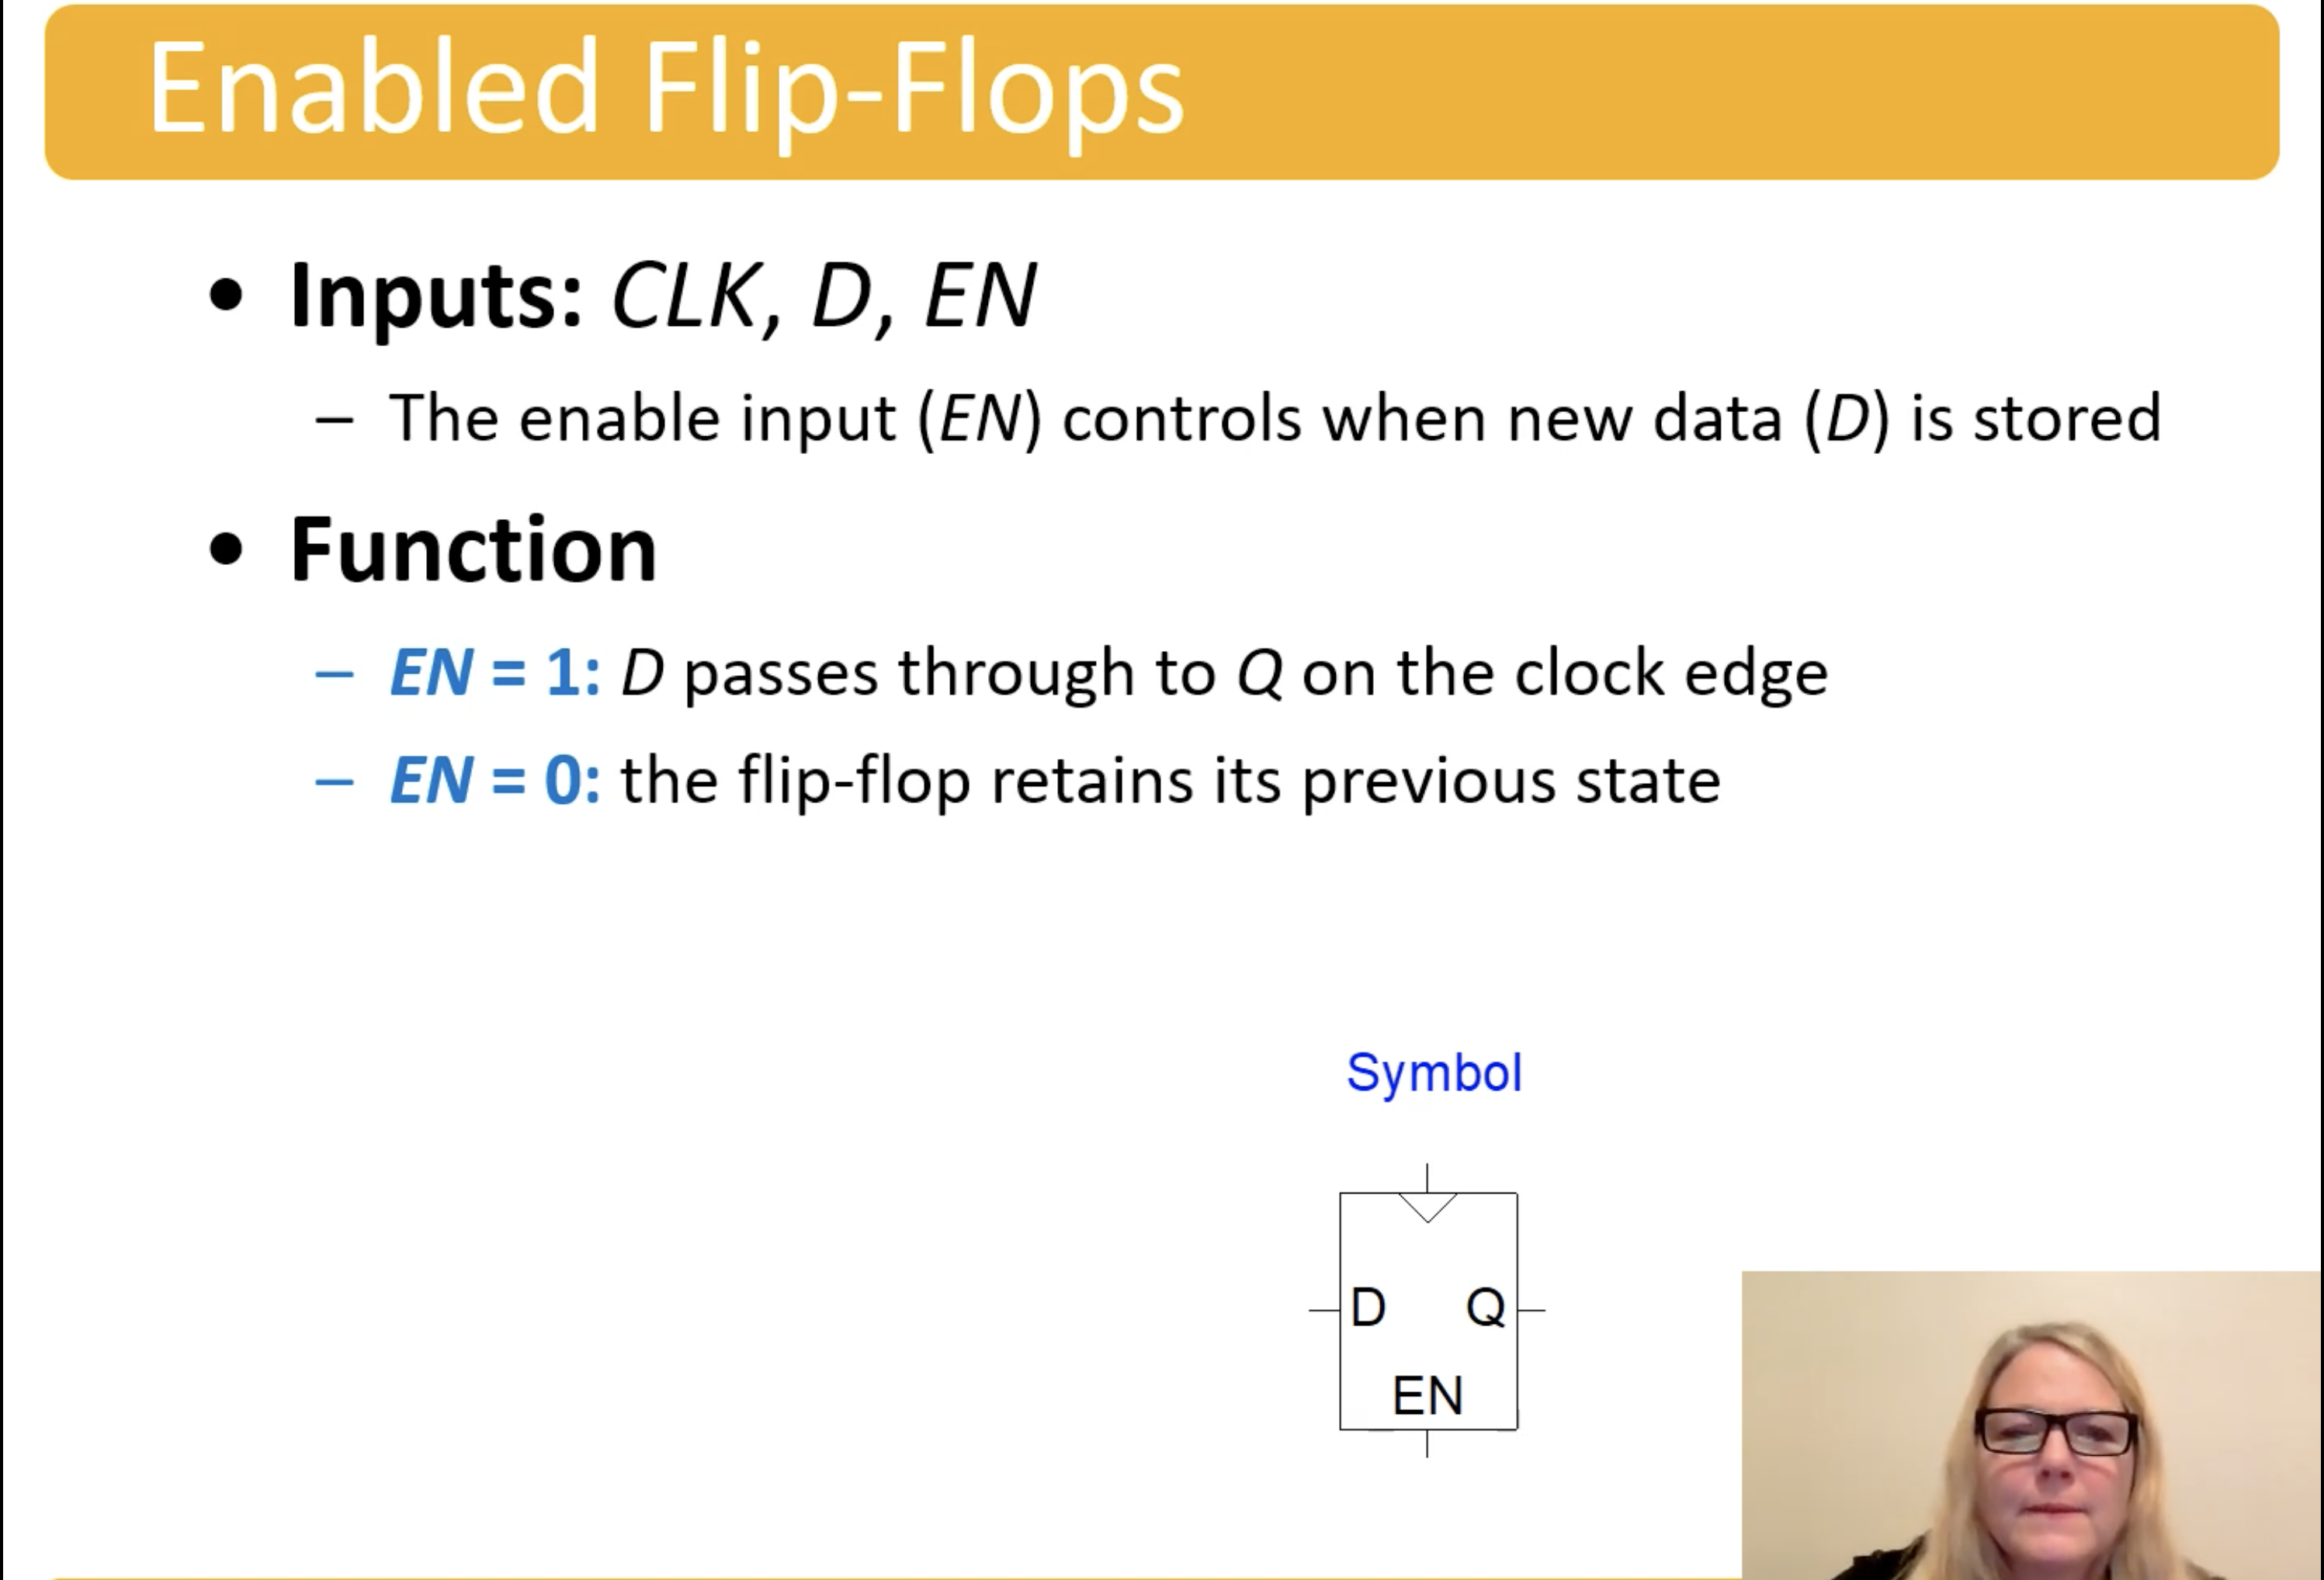 Enabled Flip-Flops
• Inputs: CLK, D, EN
– The enable input (EN) controls when new data (D) is stored
• Function
– EN = 1: D passes through to Q on the clock edge
– EN = 0: the flip-flop retains its previous state
Symbol
D Q
EN